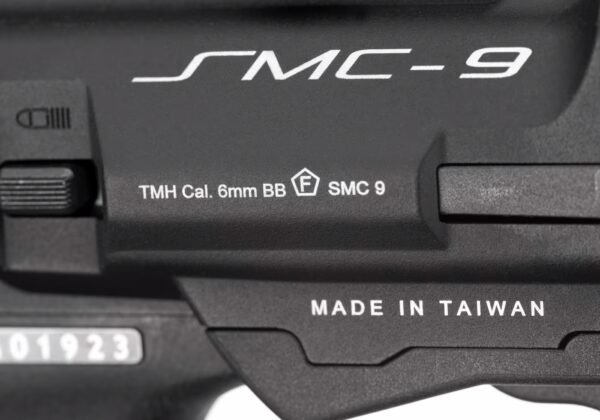 SMC-9
TMH Cal. 6mm BB F SMC 9
MADE IN TAIWAN
01923